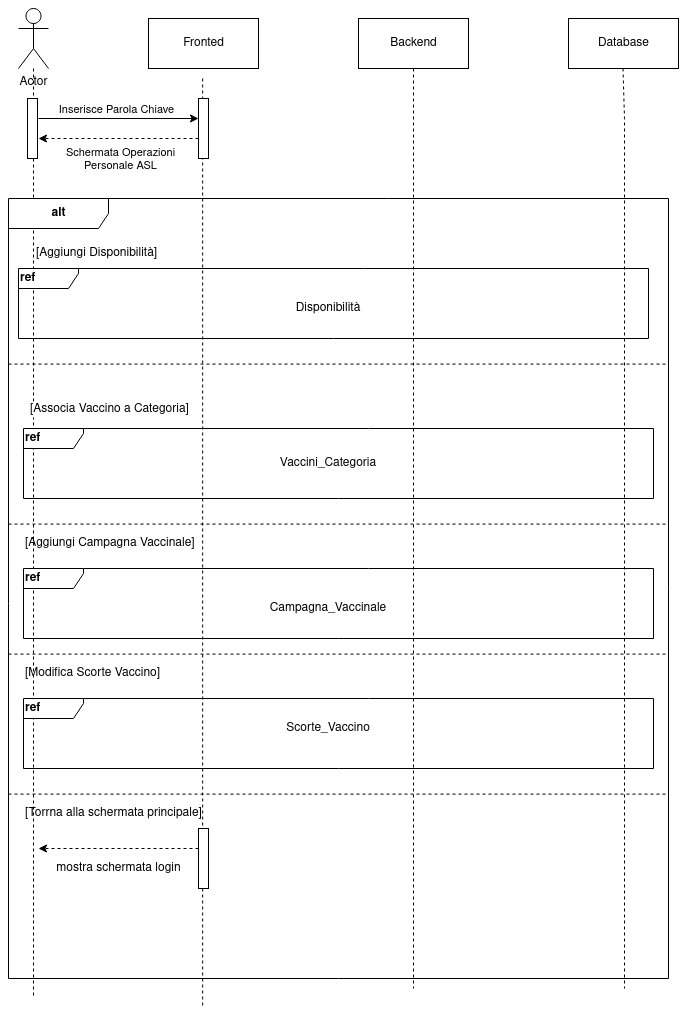 Actor
Fronted
Backend
Database
Inserisce Parola Chiave
Schermata Operazioni
Personale ASL
alt
[Aggiungi Disponibilità]
ref
Disponibilità
[Associa Vaccino a Categoria]
ref
Vaccini_Categoria
[Aggiungi Campagna Vaccinale]
ref
Campagna_Vaccinale
[Modifica Scorte Vaccino]
ref
Scorte_Vaccino
[Torrna alla schermata principale]
mostra schermata login